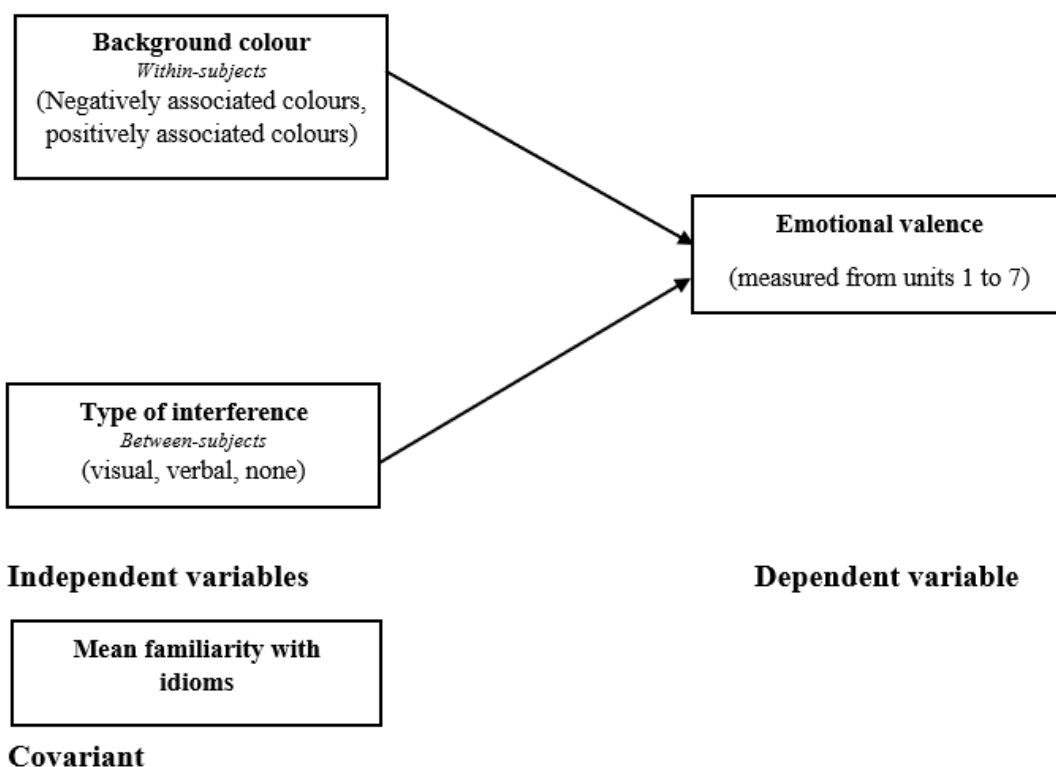 Background colour
Within-subjects
(Negatively associated colours,
positively associated colours)
Emotional valence
(measured from units 1 to 7)
Type of interference
Between-subjects
(visual, verbal, none)
Independent variables
Dependent variable
Mean familiarity with
idioms
Covariant